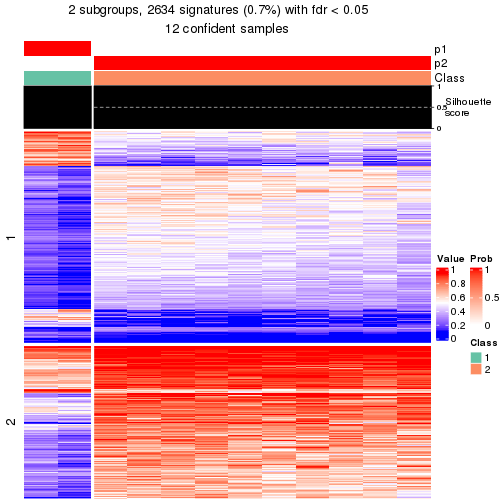 2 subgroups, 2634 signatures (0.7%) with fdr < 0.05
12 confident samples
p1
p2
Class
1
0.5
0
Silhouette
score
1
2
Value
1
0.8
0.6
0.4
0.2
0
Prob
1
0.5
0
Class
1
2